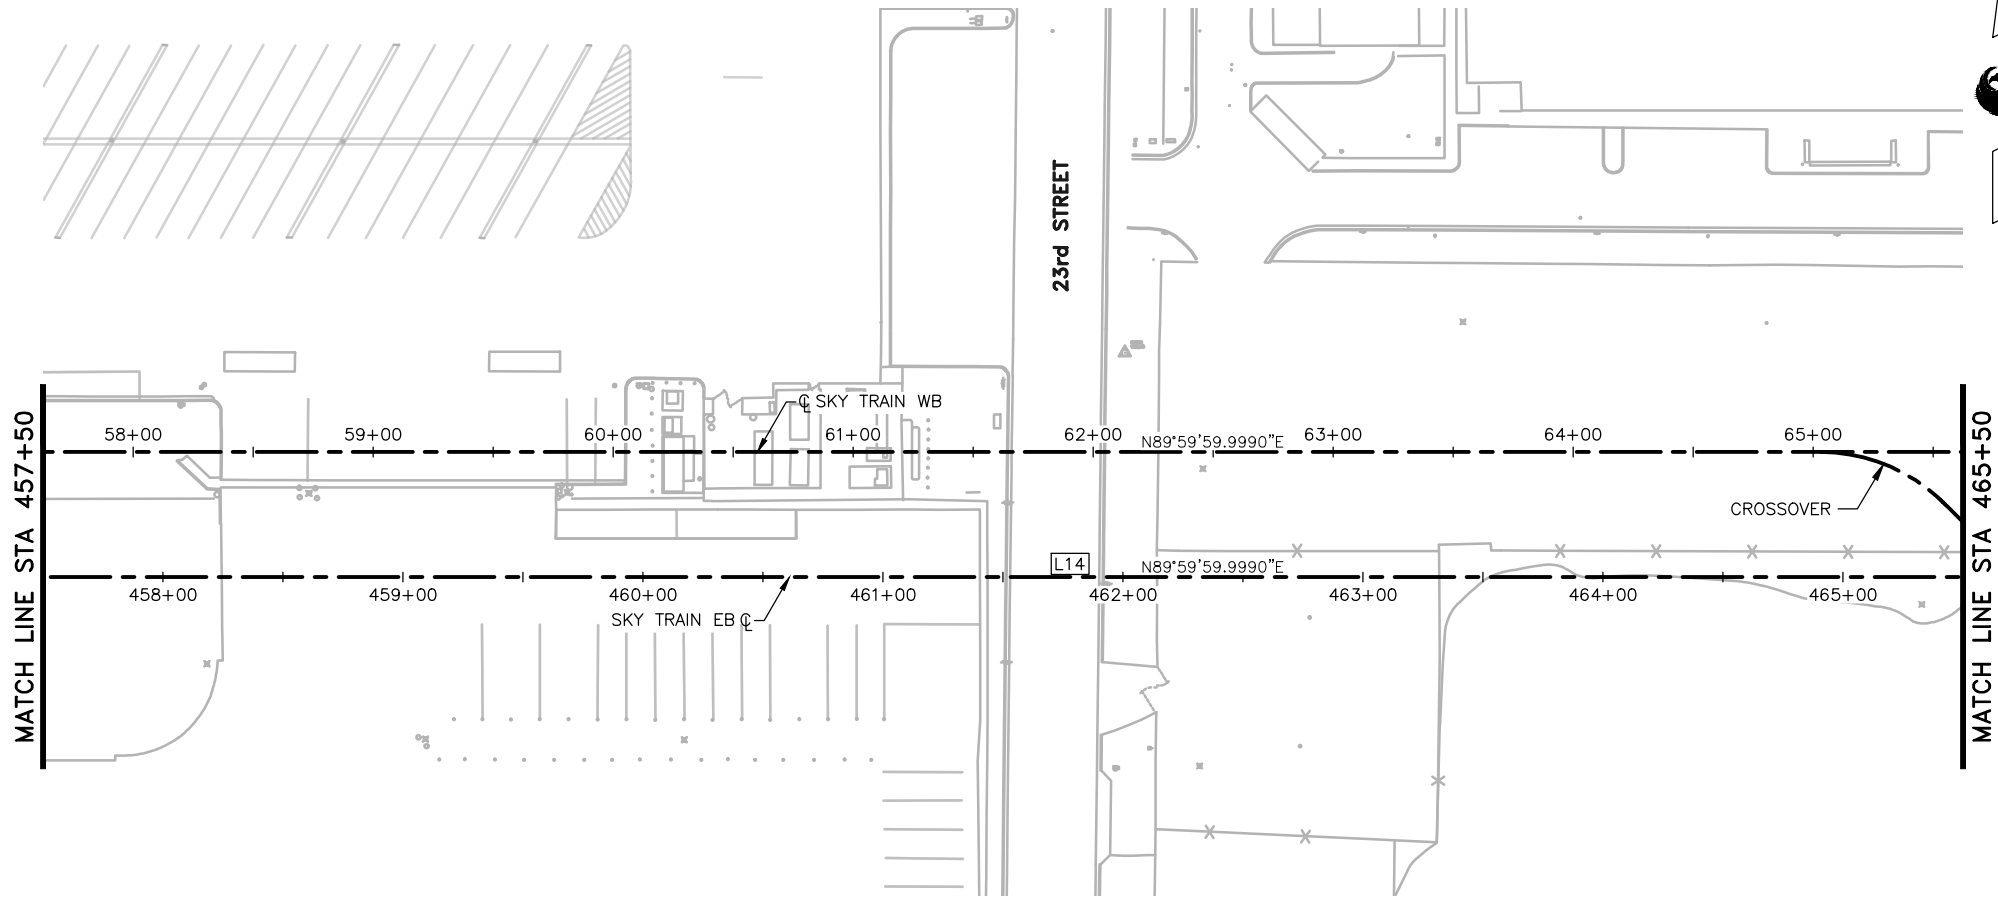 23rd STREET
℄ SKY TRAIN WB
58+00 59+00 60+00 61+00 62+00 63+00 64+00 65+00
N89°59'59.9990"E
MATCH LINE STA 457+50
MATCH LINE STA 465+50
CROSSOVER
L14
N89°59'59.9990"E
458+00 459+00 460+00 461+00 462+00 463+00 464+00 465+00
SKY TRAIN EB ℄